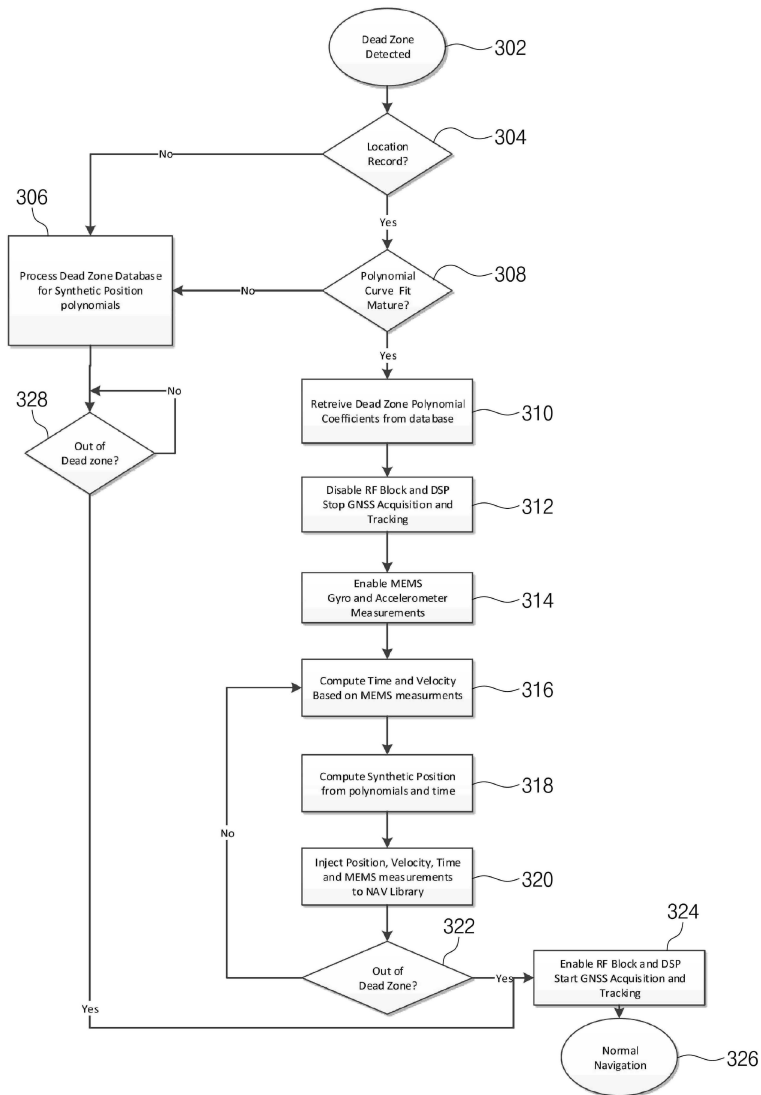 Dead Zone
Detected
302
Location
Record?
304
No
Yes
306
Process Dead Zone Database
for Synthetic Position
polynomials
Polynomial
Curve Fit
Mature?
308
No
Yes
No
328
Out of
Dead zone?
Retreive Dead Zone Polynomial
Coefficients from database
310
Disable RF Block and DSP
Stop GNSS Acquisition and
Tracking
312
Enable MEMS
Gyro and Accelerometer
Measurements
314
Compute Time and Velocity
Based on MEMS measurments
316
Compute Synthetic Position
from polynomials and time
318
No
Inject Position, Velocity, Time
and MEMS measurements
to NAV Library
320
322
Out of
Dead Zone?
Yes
324
Enable RF Block and DSP
Start GNSS Acquisition and
Tracking
Yes
Normal
Navigation
326